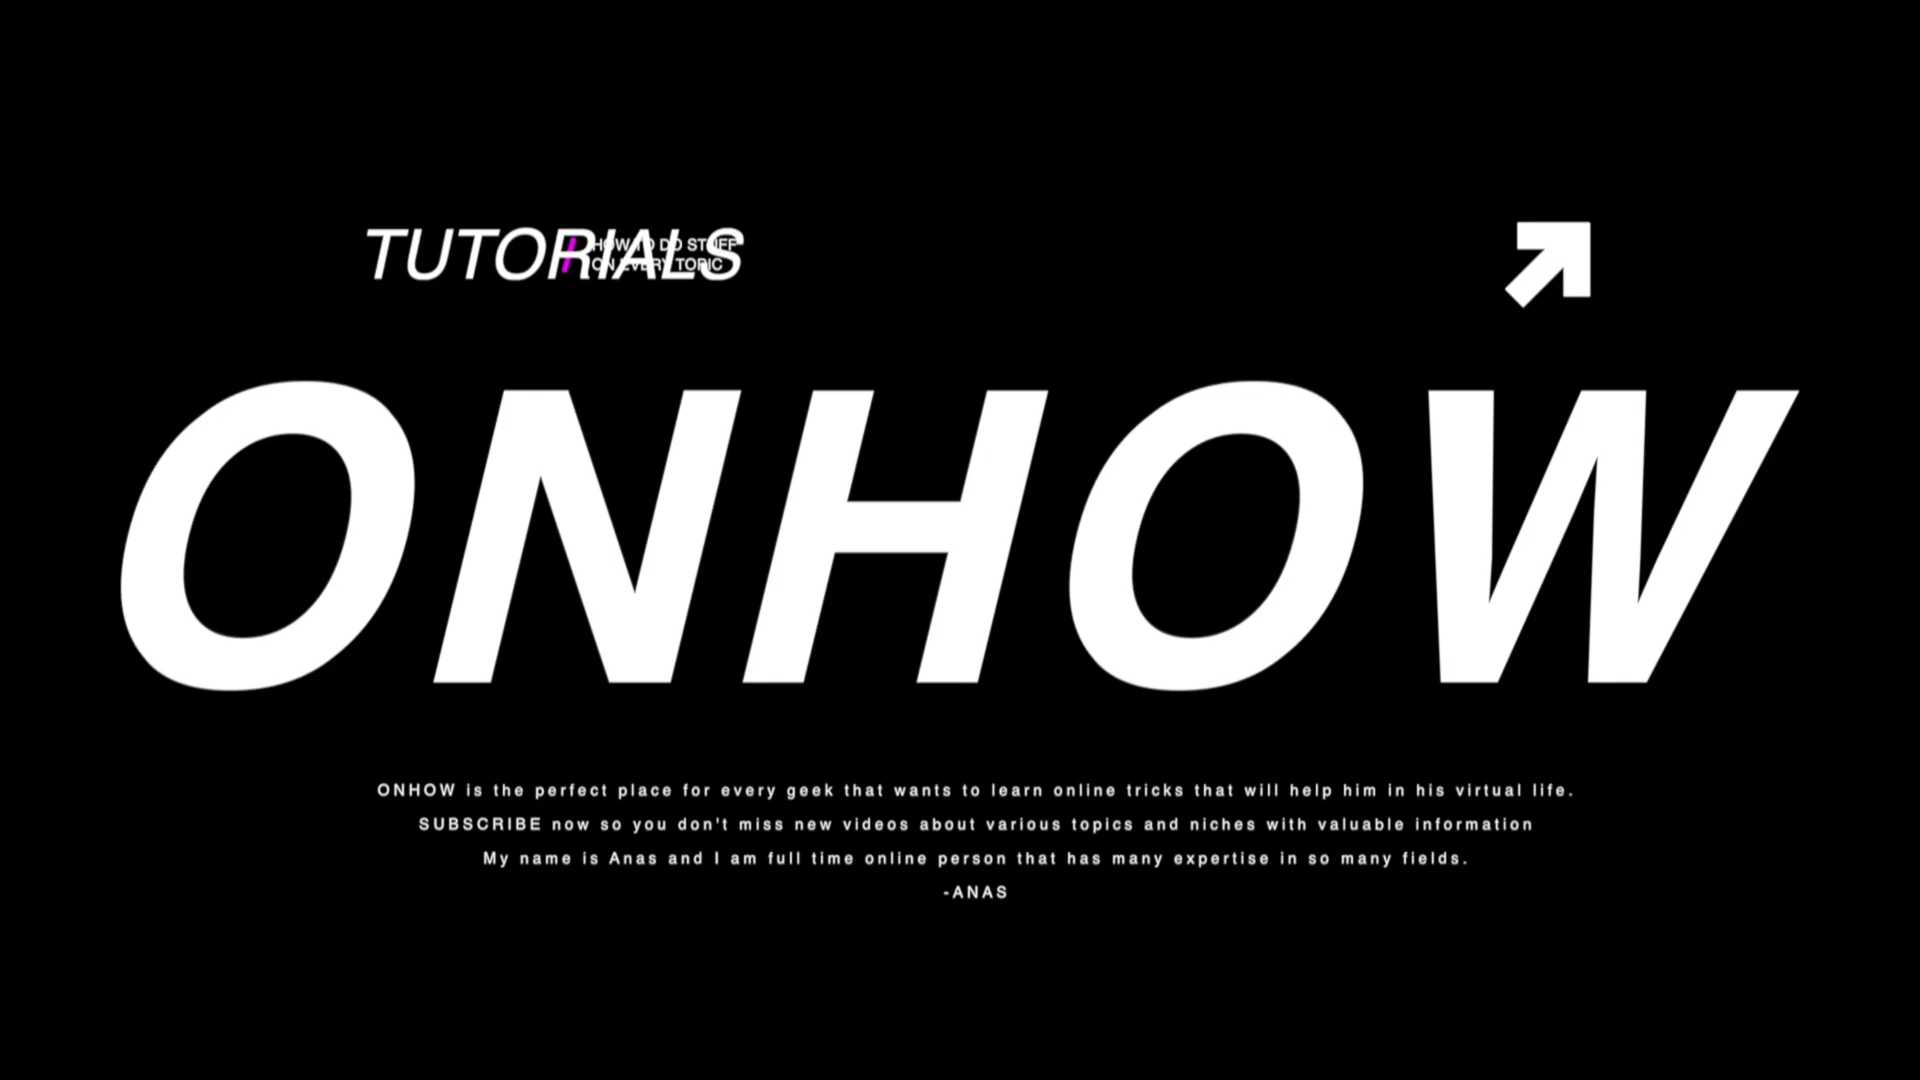 TUTORIALS
HOW TO DO STUFF
ON EVERY TOPIC
ONHOW
ONHOW is the perfect place for every geek that wants to learn online tricks that will help him in his virtual life.
SUBSCRIBE now so you don't miss new videos about various topics and niches with valuable information
My name is Anas and I am full time online person that has many expertise in so many fields.
-ANAS